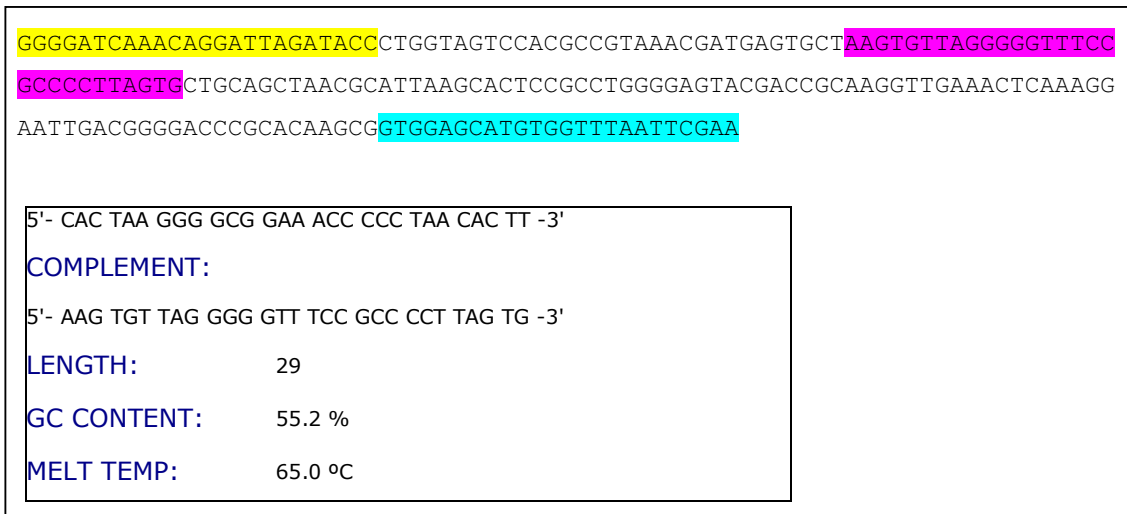 GGGGATCAAACAGGATTAGATACCCTGGTAGTCCACGCCGTAAACGATGAGTGCTAAGTGTTAGGGGGTTTCC
GCCCCTTAGTGCTGCAGCTAACGCATTAAGCACTCCGCCTGGGGAGTACGACCGCAAGGTTGAAACTCAAAGG
AATTGACGGGGACCCGCACAAGCGGTGGAGCATGTGGTTTAATTCGAA
5'- CAC TAA GGG GCG GAA ACC CCC TAA CAC TT -3'
COMPLEMENT:
5'- AAG TGT TAG GGG GTT TCC GCC CCT TAG TG -3'
LENGTH: 29
GC CONTENT: 55.2 %
MELT TEMP: 65.0 ºC